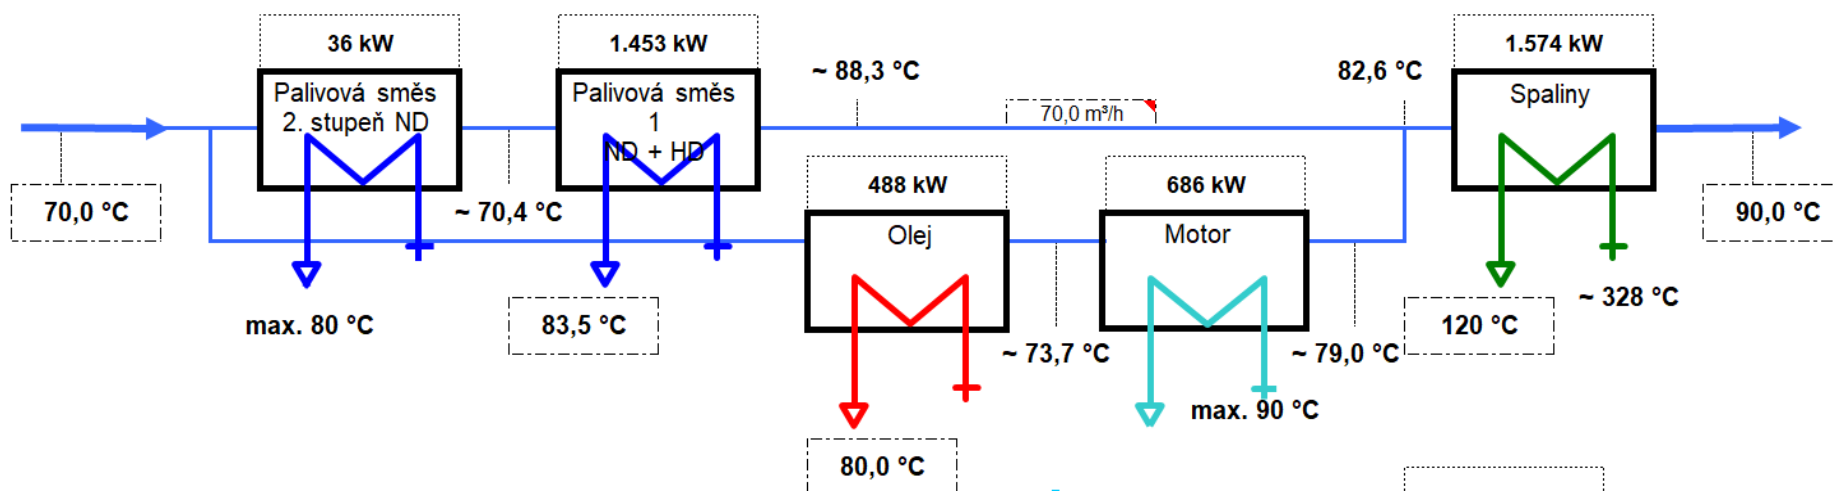 36 kW
1.453 kW
1.574 kW
~ 88,3 °C
82,6 °C
Palivová směs
2. stupeň ND
Palivová směs
1
ND + HD
Spaliny
70,0 m³/h
488 kW
686 kW
70,0 °C
~ 70,4 °C
90,0 °C
Olej
Motor
~ 328 °C
max. 80 °C
83,5 °C
120 °C
~ 73,7 °C
~ 79,0 °C
max. 90 °C
80,0 °C